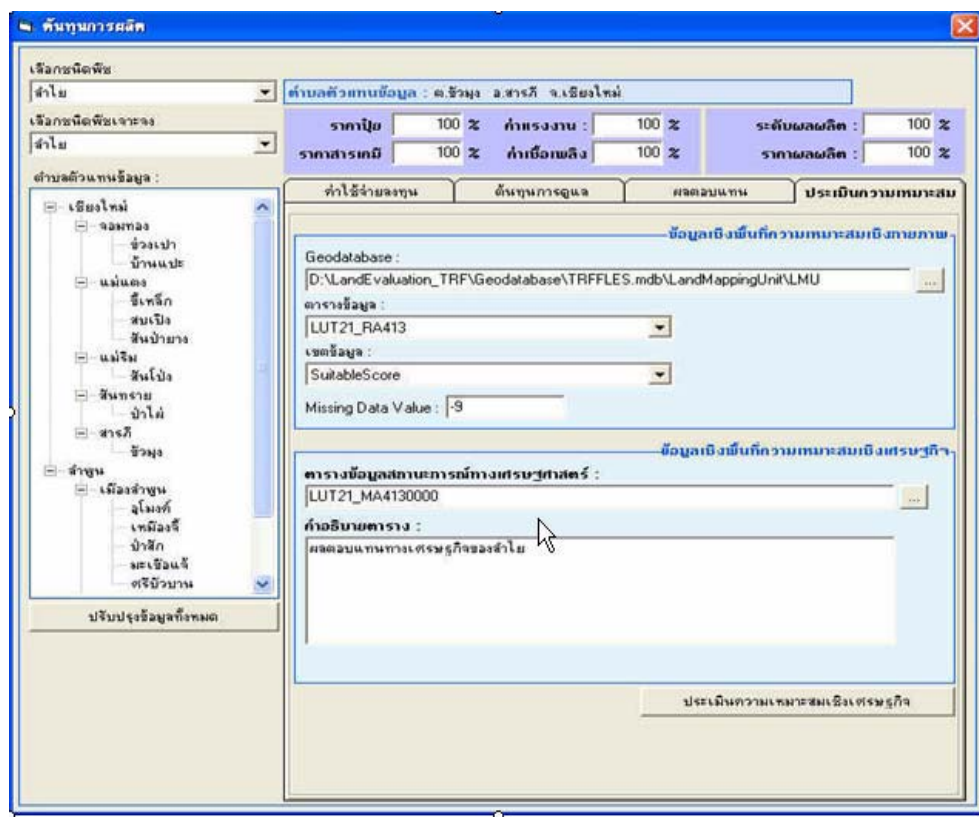 ต้นทุนการผลิต
เลือกชนิดพืช
ลำไย
เลือกชนิดพืชเจาะจง
ลำไย
ตำบลตัวแทนข้อมูล :
เชียงใหม่
จอมทอง
ข่วงเปา
บ้านแปะ
แม่แตง
ขี้เหล็ก
สบเปิง
สันป่ายาง
แม่ริม
สันโป่ง
สันทราย
ป่าไผ่
สารภี
ขัวมุง
ลำพูน
เมืองลำพูน
อุโมงค์
เหมืองจี้
ป่าสัก
มะเขือแจ้
ศรีบัวบาน
ปรับปรุงข้อมูลทั้งหมด
ตำบลตัวแทนข้อมูล : ต.ขัวมุง อ.สารภี จ.เชียงใหม่
ราคาปุ๋ย 100 % ค่าแรงงาน : 100 % ระดับผลผลิต : 100 %
ราคาสารเคมี 100 % ค่าเชื้อเพลิง 100 % ราคาผลผลิต : 100 %
ค่าใช้จ่ายลงทุน ต้นทุนการดูแล ผลตอบแทน ประเมินความเหมาะสม
ข้อมูลเชิงพื้นที่ความเหมาะสมเชิงกายภาพ
Geodatabase :
D:\LandEvaluation_TRF\Geodatabase\TRFFLES.mdb\LandMappingUnit\LMU ...
ตารางข้อมูล :
LUT21_RA413
เขตข้อมูล :
SuitableScore
Missing Data Value : -9
ข้อมูลเชิงพื้นที่ความเหมาะสมเชิงเศรษฐกิจ
ตารางข้อมูลสถานะการณ์ทางเศรษฐศาสตร์ :
LUT21_MA4130000 ...
คำอธิบายตาราง :
ผลตอบแทนทางเศรษฐกิจของลำไย
ประเมินความเหมาะสมเชิงเศรษฐกิจ